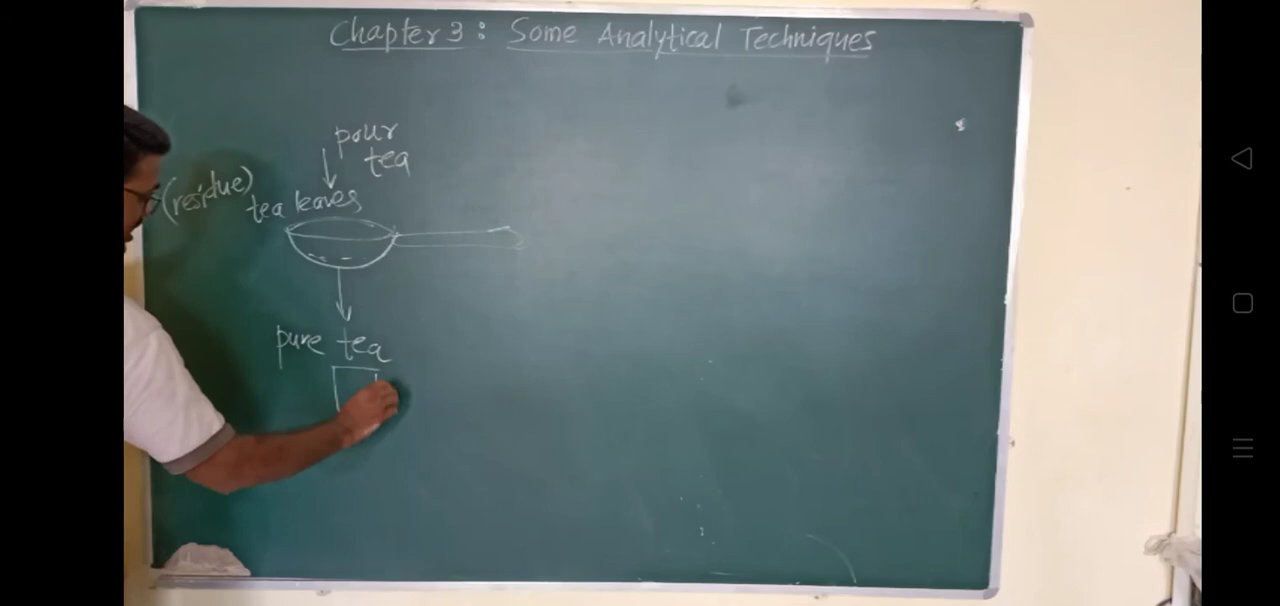 Chapter 3 : Some Analytical Techniques
pour
tea
(residue)
tea leaves
pure tea